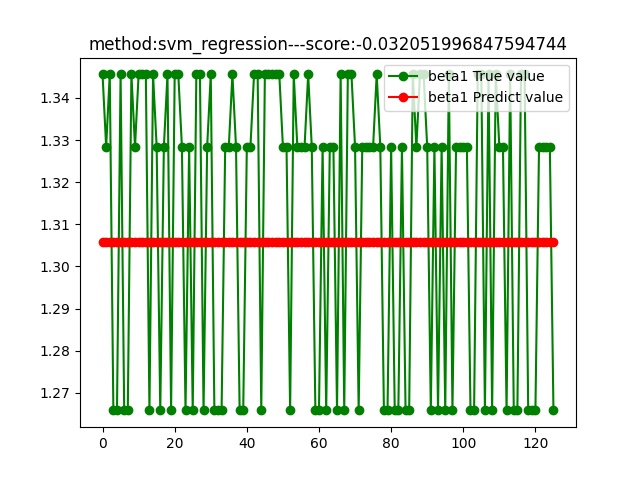 method:svm_regression---score:-0.032051996847594744
beta1 True value
beta1 Predict value
1.34
1.33
1.32
1.31
1.30
1.29
1.28
1.27
0 20 40 60 80 100 120